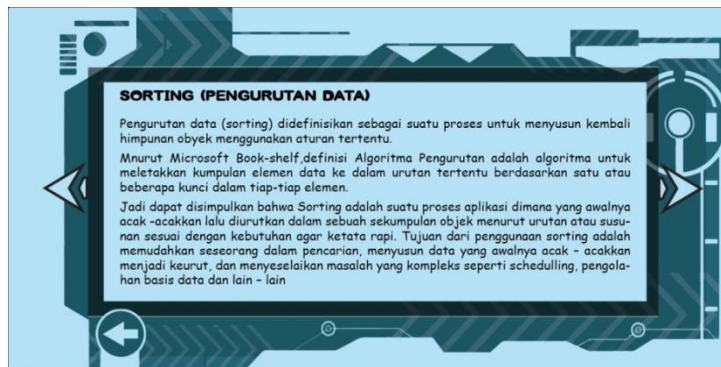 SORTING (PENGURUTAN DATA)
Pengurutan data (sorting) didefinisikan sebagai suatu proses untuk menyusun kembali
himpunan obyek menggunakan aturan tertentu.
Mnurut Microsoft Book-shelf,definisi Algoritma Pengurutan adalah algoritma untuk
meletakkan kumpulan elemen data ke dalam urutan tertentu berdasarkan satu atau
beberapa kunci dalam tiap-tiap elemen.
Jadi dapat disimpulkan bahwa Sorting adalah suatu proses aplikasi dimana yang awalnya
acak -acakkan lalu diurutkan dalam sebuah sekumpulan objek menurut urutan atau susu-
nan sesuai dengan kebutuhan agar ketata rapi. Tujuan dari penggunaan sorting adalah
memudahkan seseorang dalam pencarian, menyusun data yang awalnya acak - acakkan
menjadi keurut, dan menyeselaikan masalah yang kompleks seperti schedulling, pengola-
han basis data dan lain - lain